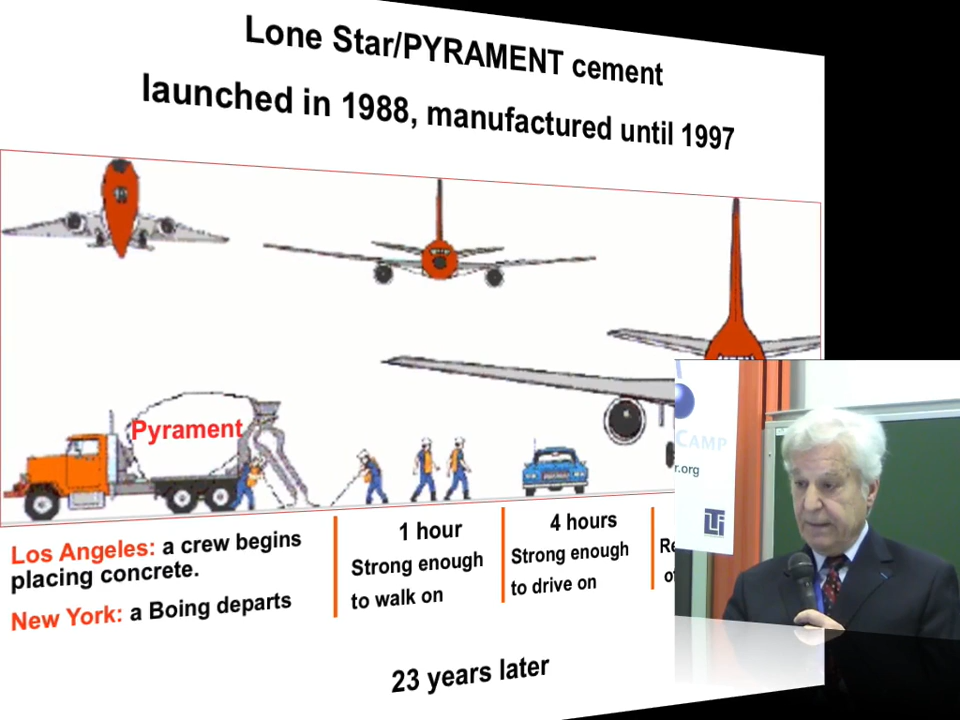 Lone Star/PYRAMENT cement
launched in 1988, manufactured until 1997
Pyrament
CAMP
r.org
Los Angeles: a crew begins
placing concrete.
New York: a Boing departs
1 hour
Strong enough
to walk on
4 hours
Strong enough
to drive on
Re
23 years later